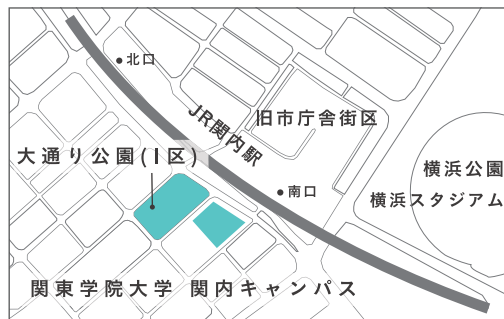 北口
JR関内駅
旧市庁舎街区
大通り公園(1区)
横浜公園
南口
横浜スタジアム
関東学院大学 関内キャンパス